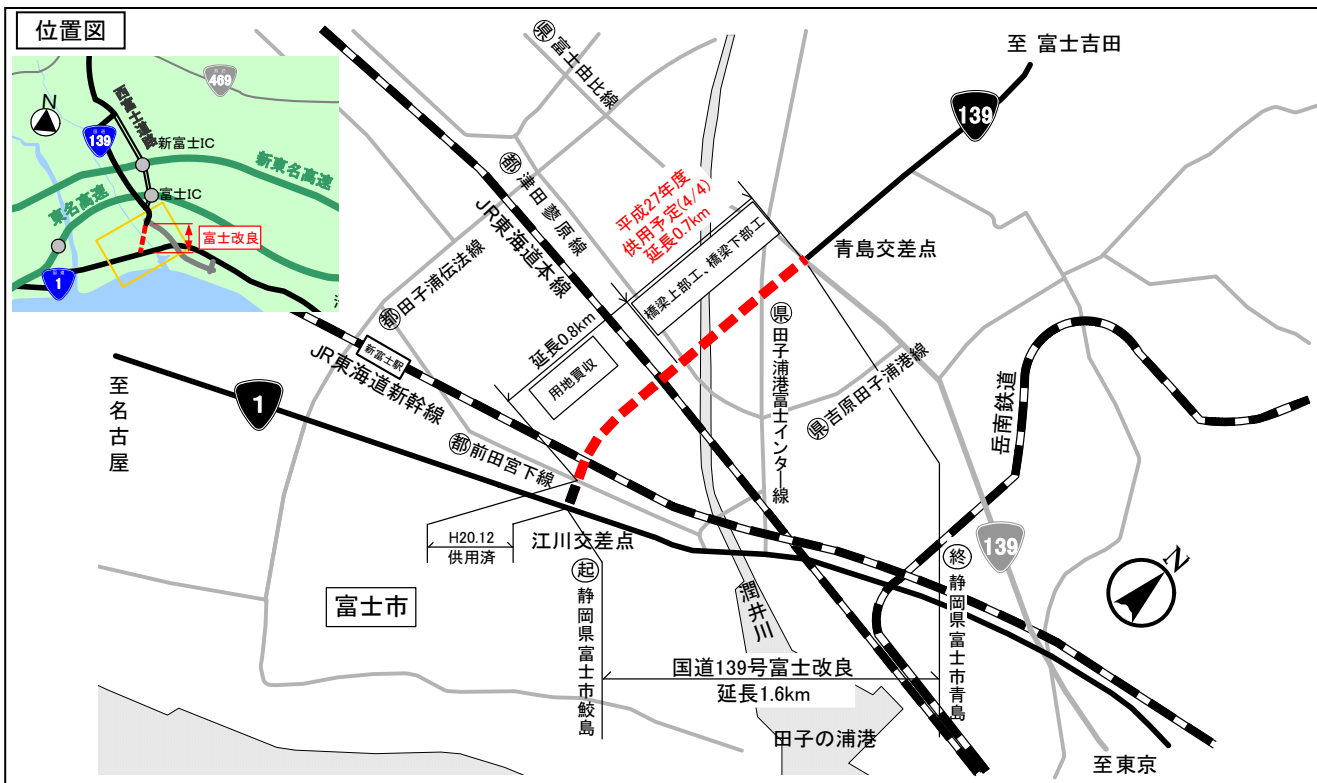 位置図
469
N
139
西富士道路
新富士IC
新東名高速
東名高速
富士IC
富士改良
1
県富士由比線
至 富士吉田
139
都津田蓼原線
JR東海道本線
平成27年度
供用予定(4/4)
延長0.7km
橋梁上部工、橋梁下部工
青島交差点
都田子浦伝法線
延長0.8km
用地買収
新富士駅
JR東海道新幹線
県田子浦港富士インター線
県吉原田子浦港線
岳南鉄道
至名古屋
1
都前田宮下線
H20.12
供用済
江川交差点
139
N
富士市
起静岡県富士市鮫島
潤井川
終静岡県富士市青島
国道139号富士改良
延長1.6km
田子の浦港
至東京